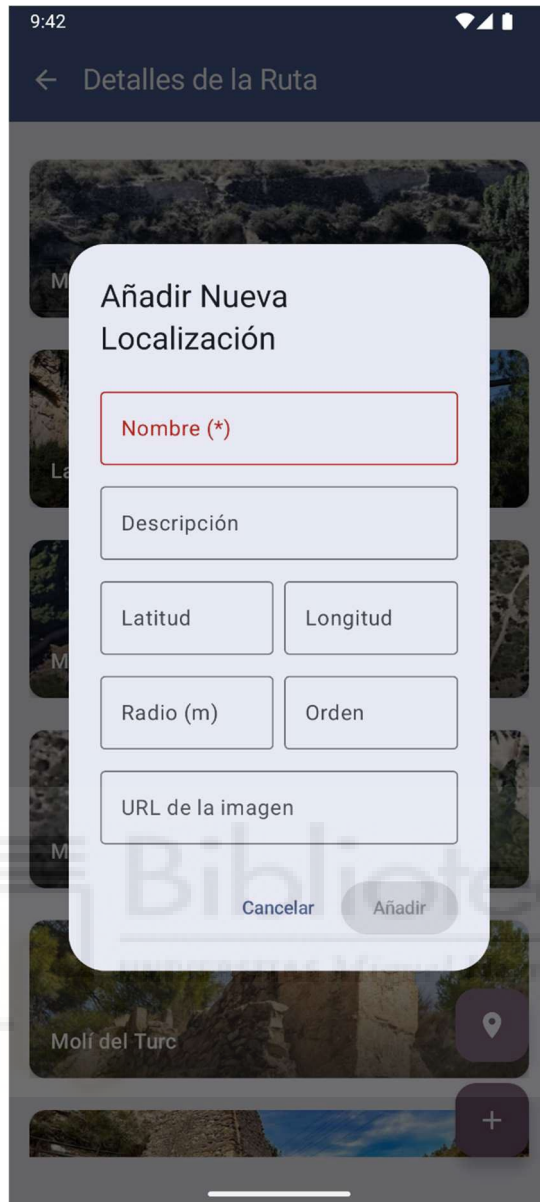 9:42
Detalles de la Ruta
M
Añadir Nueva
Localización
Nombre (*)
La
Descripción
Latitud
Longitud
M
Radio (m)
Orden
URL de la imagen
M
Cancelar
Añadir
Molí del Turc